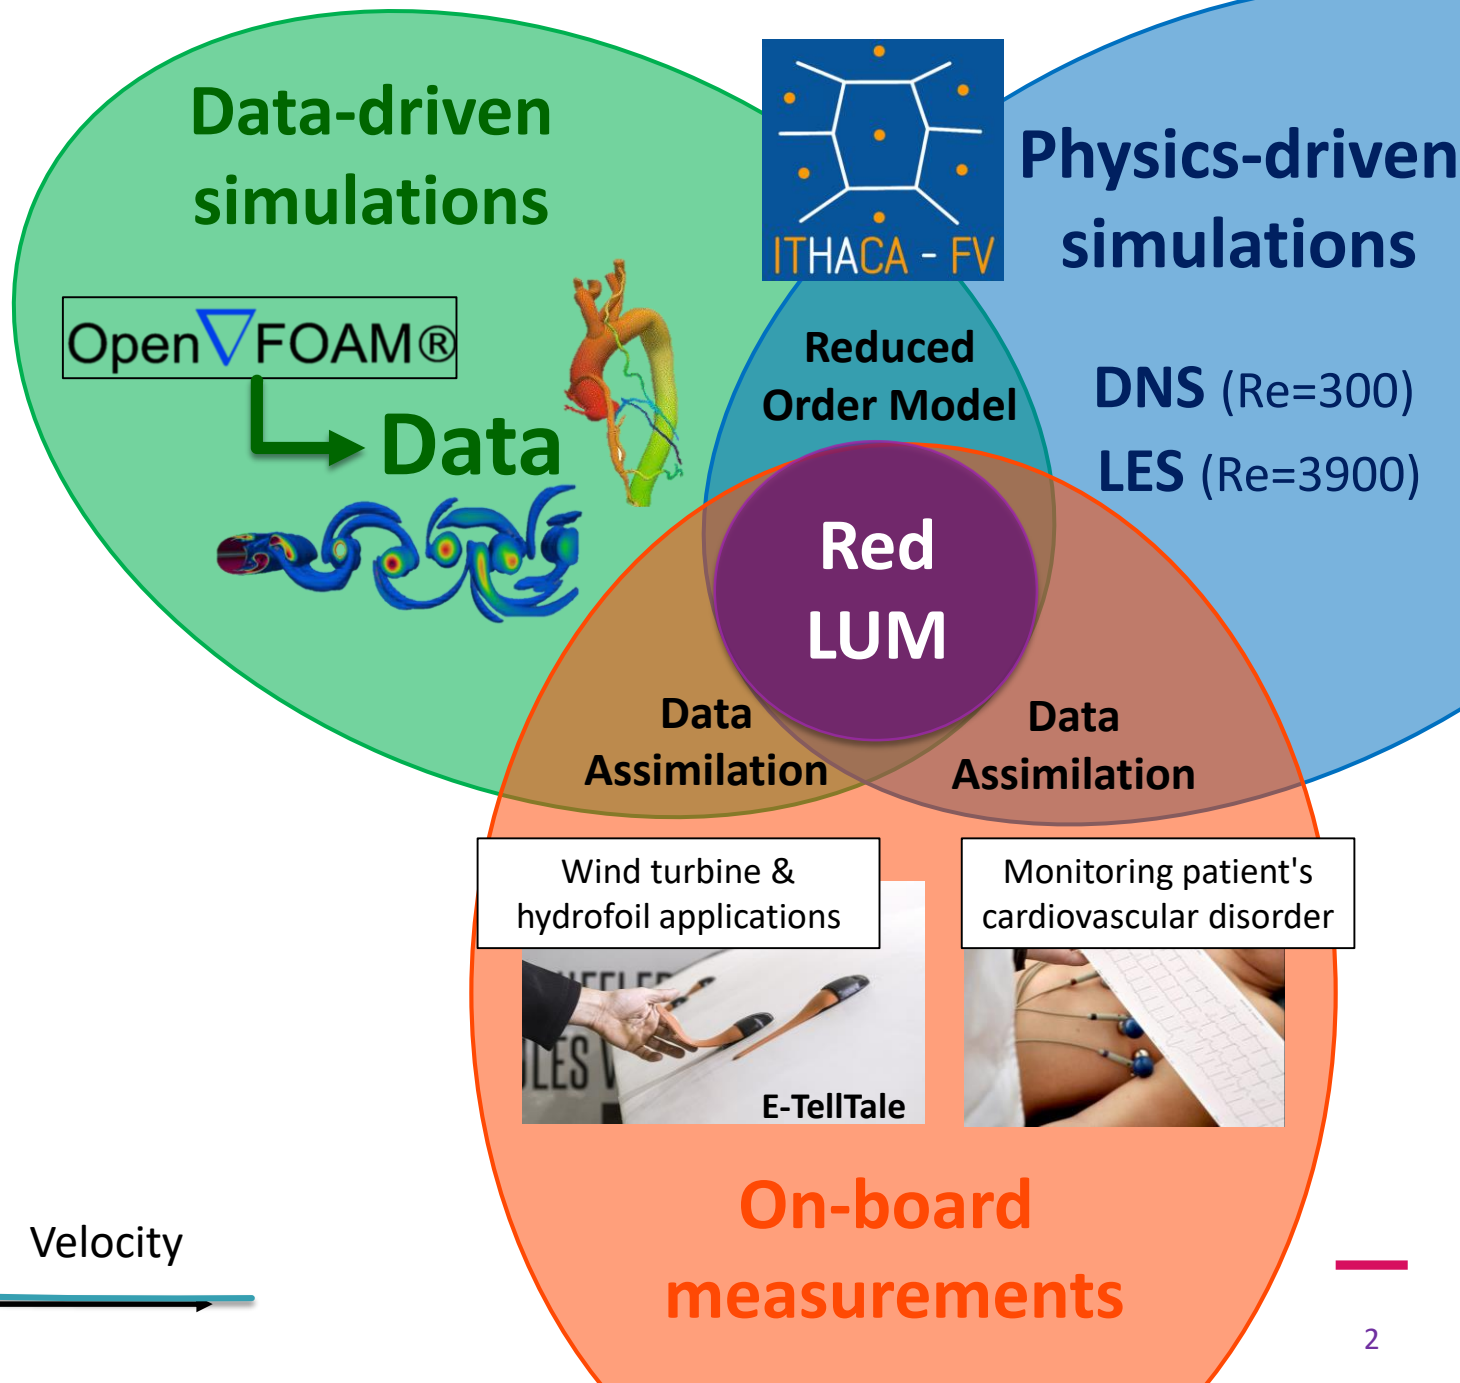 Data-driven
simulations
ITHACA - FV
Physics-driven
simulations
Open∇FOAM®
Data
Reduced
Order Model
DNS (Re=300)
LES (Re=3900)
Red
LUM
Data
Assimilation
Data
Assimilation
Wind turbine &
hydrofoil applications
Monitoring patient's
cardiovascular disorder
E-TellTale
On-board
measurements
Velocity
2